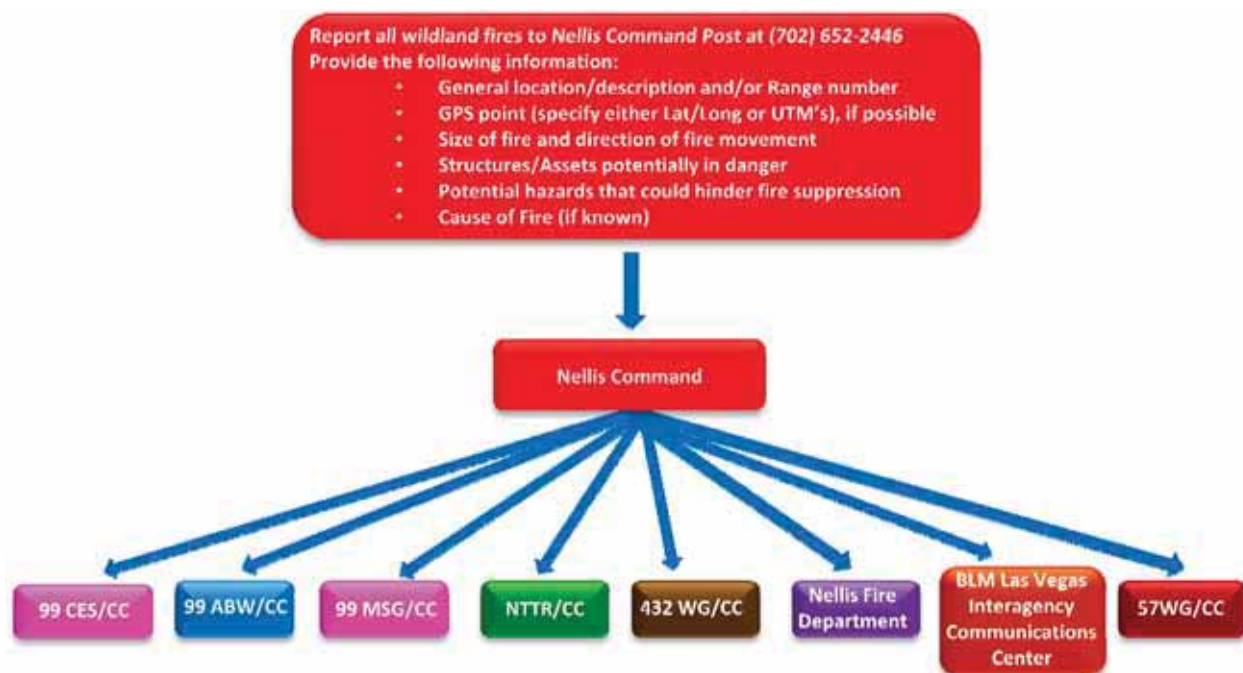 Report all wildland fires to Nellis Command Post at (702) 652-2446
Provide the following information:
• General location/description and/or Range number
• GPS point (specify either Lat/Long or UTM's), if possible
• Size of fire and direction of fire movement
• Structures/Assets potentially in danger
• Potential hazards that could hinder fire suppression
• Cause of Fire (if known)
Nellis Command
99 CES/CC
99 ABW/CC
99 MSG/CC
NTTR/CC
432 WG/CC
Nellis Fire
Department
BLM Las Vegas
Interagency
Communications
Center
57WG/CC